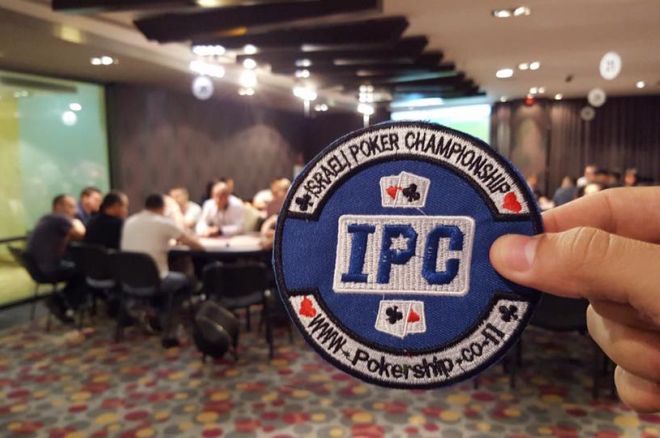 ISRAELI POKER CHAMPIONSHIP
IPC
WWW.Pokership.co.il